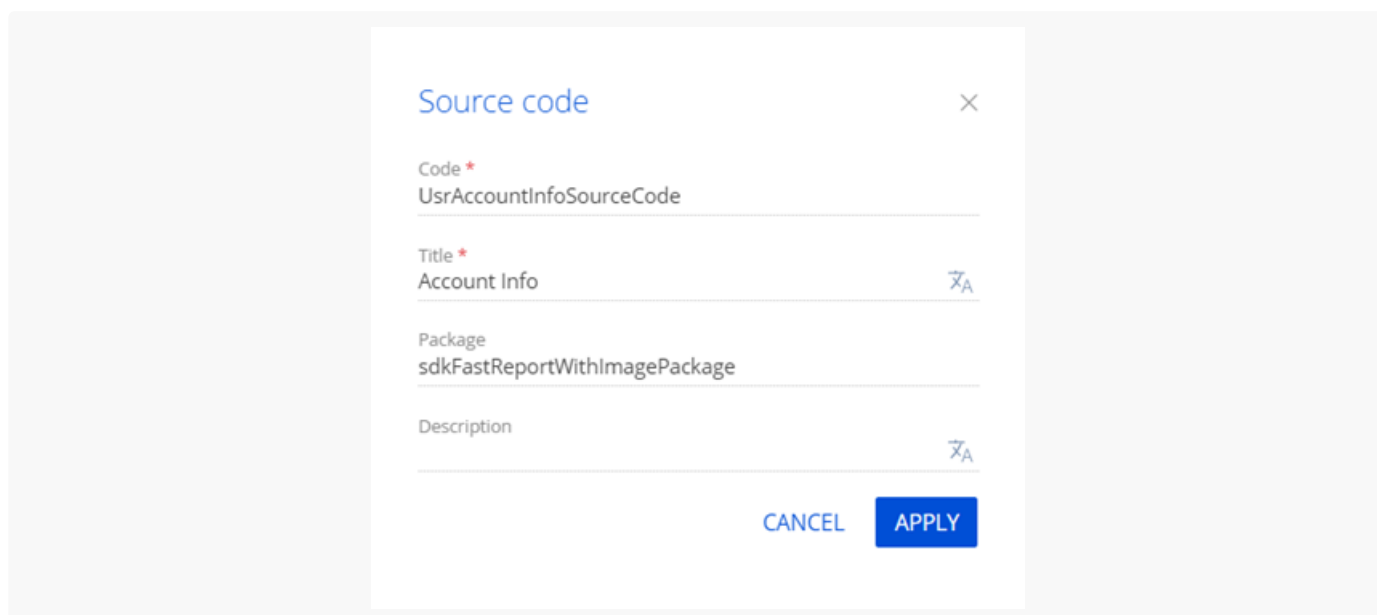 Source code
Code *
UsrAccountInfoSourceCode
Title *
Account Info
Package
sdkFastReportWithImagePackage
Description
CANCEL APPLY